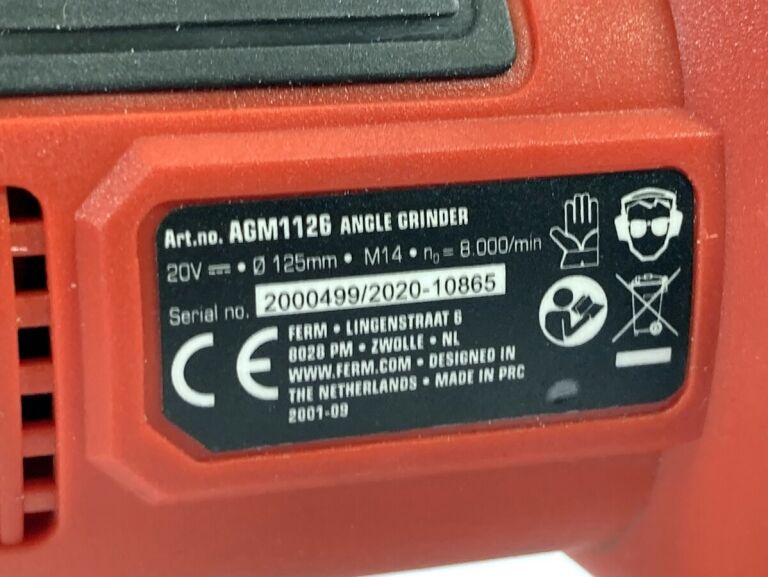 Art.no. AGM1126 ANGLE GRINDER
20V ⎓ • Ø 125mm • M14 • n₀ = 8.000/min
Serial no. 2000499/2020-10865
CE
FERM • LINGENSTRAAT 6
8028 PM • ZWOLLE • NL
WWW.FERM.COM • DESIGNED IN
THE NETHERLANDS • MADE IN PRC
2001-09